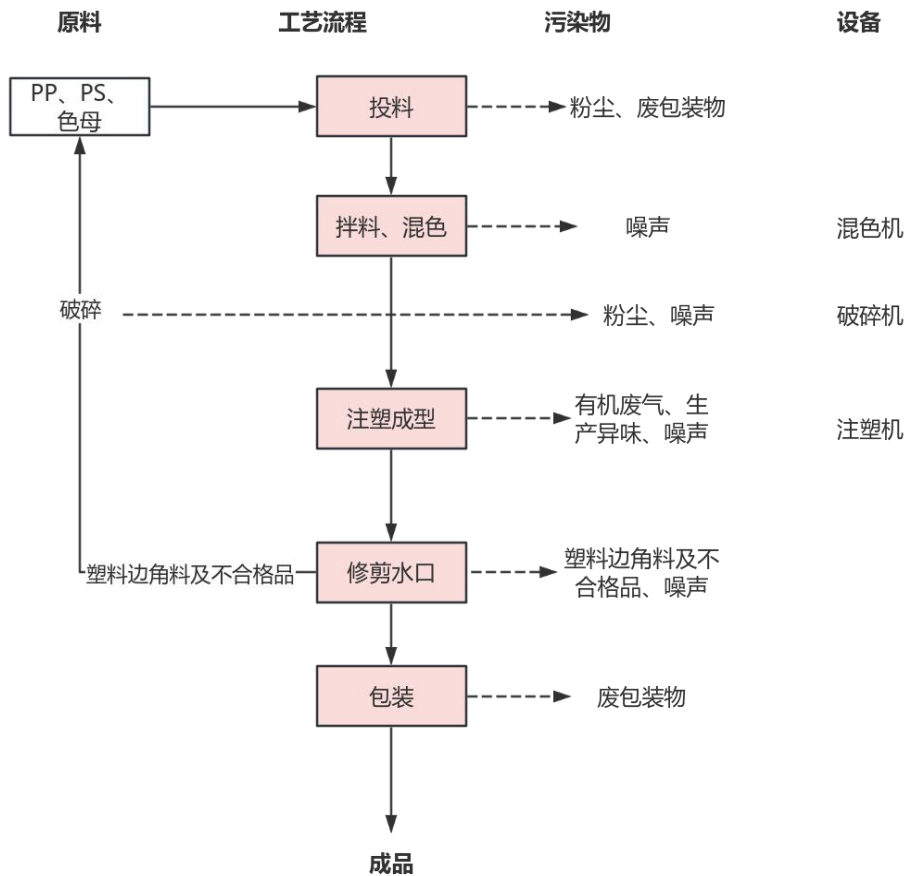 原料 工艺流程 污染物 设备
PP、PS、
色母
投料
粉尘、废包装物
拌料、混色
噪声
混色机
破碎
粉尘、噪声
破碎机
注塑成型
有机废气、生
产异味、噪声
注塑机
塑料边角料及不合格品
修剪水口
塑料边角料及不
合格品、噪声
包装
废包装物
成品